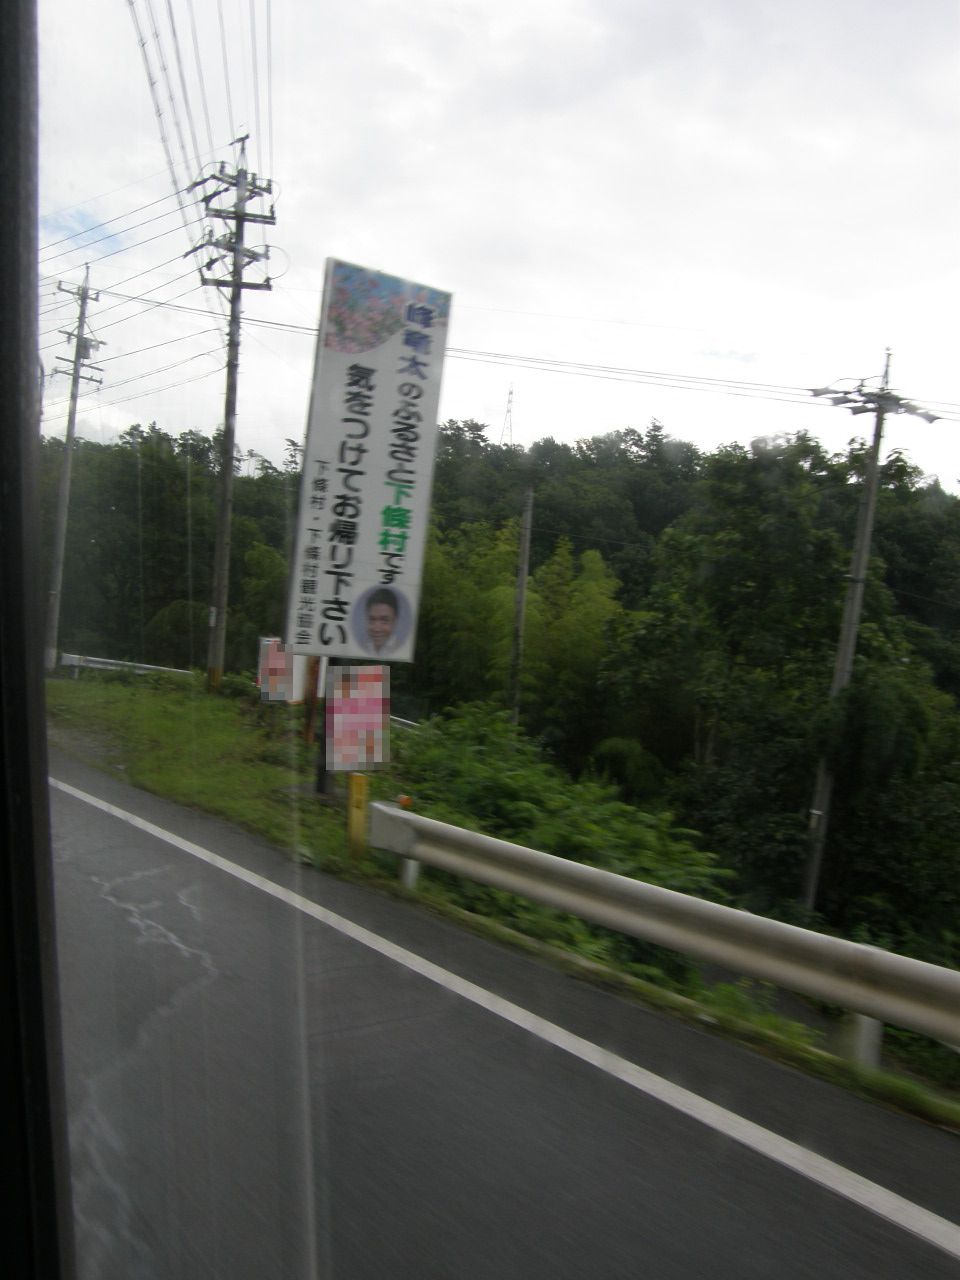 峰竜太のふるさと下條村です
気をつけてお帰り下さい
下條村・下條村観光協会